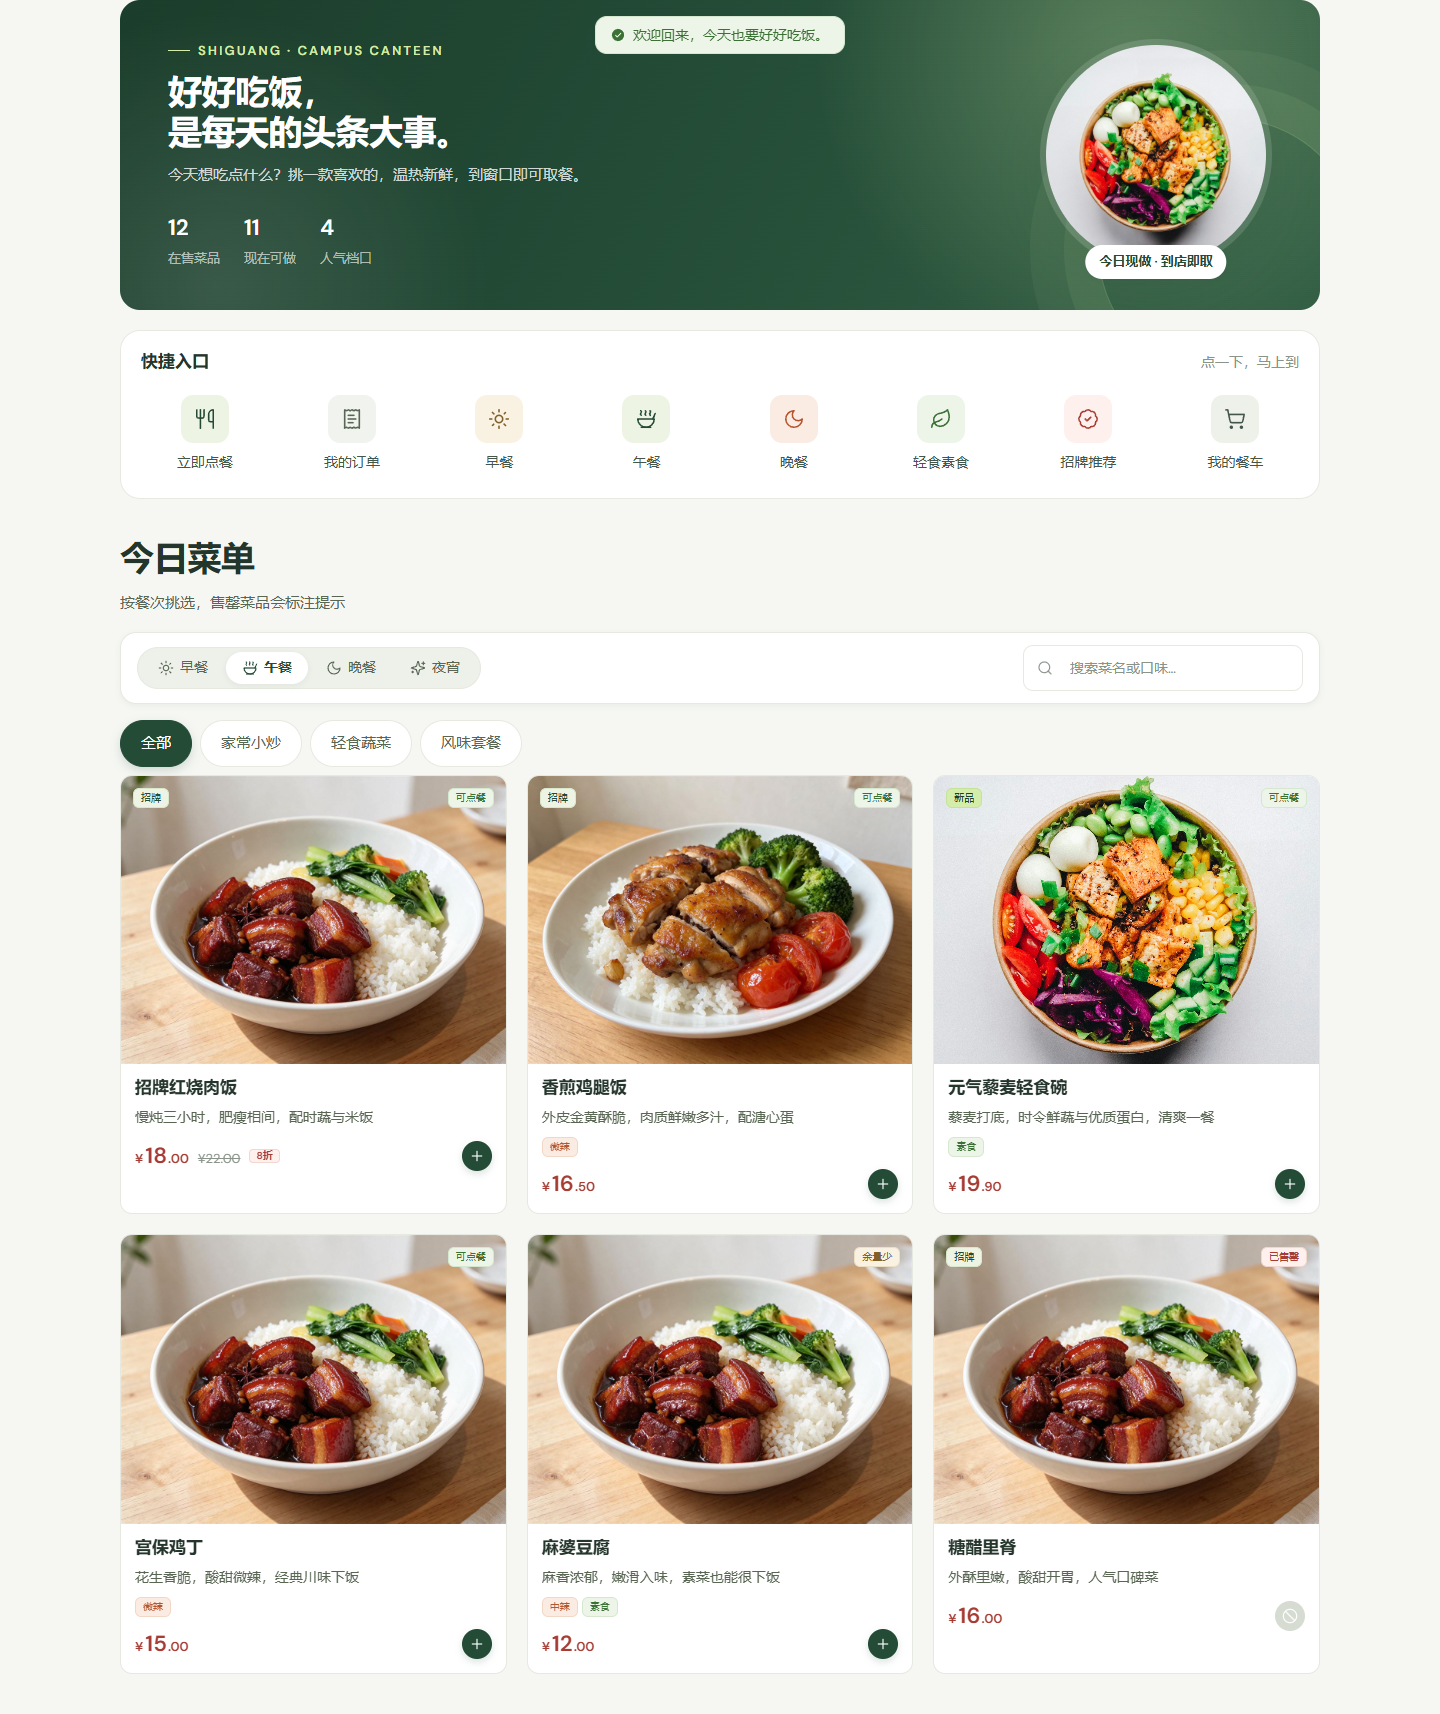 SHIGUANG · CAMPUS CANTEEN
欢迎回来，今天也要好好吃饭。
好好吃饭，
是每天的头条大事。
今天想吃点什么？挑一款喜欢的，温热新鲜，到窗口即可取餐。
12
11
4
在售菜品
现在可做
人气档口
今日现做 · 到店即取
快捷入口
点一下，马上到
立即点餐
我的订单
早餐
午餐
晚餐
轻食素食
招牌推荐
我的餐车
今日菜单
按餐次挑选，售罄菜品会标注提示
早餐
午餐
晚餐
夜宵
搜索菜名或口味...
全部
家常小炒
轻食蔬菜
风味套餐
招牌
可点餐
招牌
可点餐
新品
可点餐
招牌红烧肉饭
慢炖三小时，肥瘦相间，配时蔬与米饭
¥18.00 ¥22.00 8折
香煎鸡腿饭
外皮金黄酥脆，肉质鲜嫩多汁，配溏心蛋
微辣
¥16.50
元气藜麦轻食碗
藜麦打底，时令鲜蔬与优质蛋白，清爽一餐
素食
¥19.90
可点餐
余量少
招牌
已售罄
宫保鸡丁
花生香脆，酸甜微辣，经典川味下饭
微辣
¥15.00
麻婆豆腐
麻香浓郁，嫩滑入味，素菜也能很下饭
中辣
素食
¥12.00
糖醋里脊
外酥里嫩，酸甜开胃，人气口碑菜
¥16.00